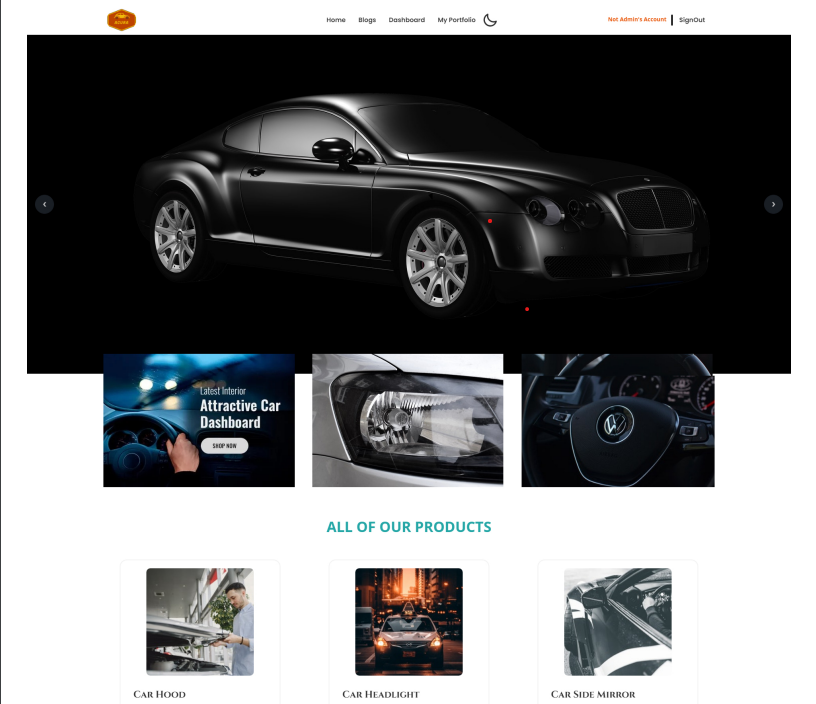 Home Blogs Dashboard My Portfolio Not Admin's Account SignOut
Latest Interior
Attractive Car
Dashboard
SHOP NOW
ALL OF OUR PRODUCTS
Car Hood
Car Headlight
Car Side Mirror